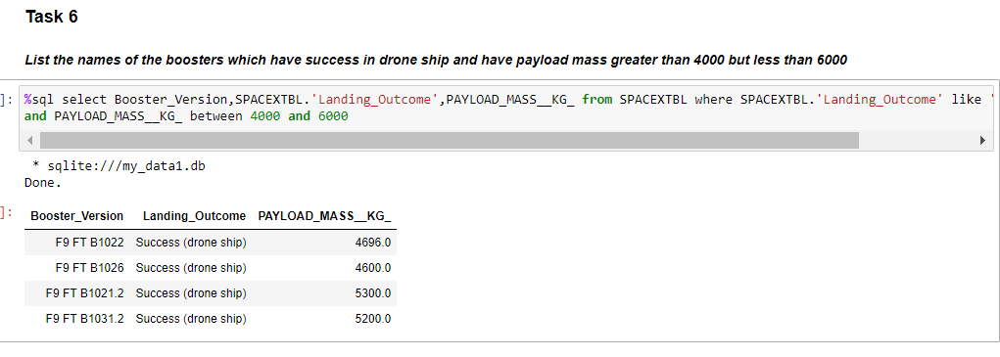 Task 6
List the names of the boosters which have success in drone ship and have payload mass greater than 4000 but less than 6000
]: %sql select Booster_Version,SPACEXTBL.'Landing_Outcome',PAYLOAD_MASS__KG_ from SPACEXTBL where SPACEXTBL.'Landing_Outcome' like '
and PAYLOAD_MASS__KG_ between 4000 and 6000
* sqlite:///my_data1.db
Done.
]: Booster_Version Landing_Outcome PAYLOAD_MASS__KG_
F9 FT B1022 Success (drone ship) 4696.0
F9 FT B1026 Success (drone ship) 4600.0
F9 FT B1021.2 Success (drone ship) 5300.0
F9 FT B1031.2 Success (drone ship) 5200.0